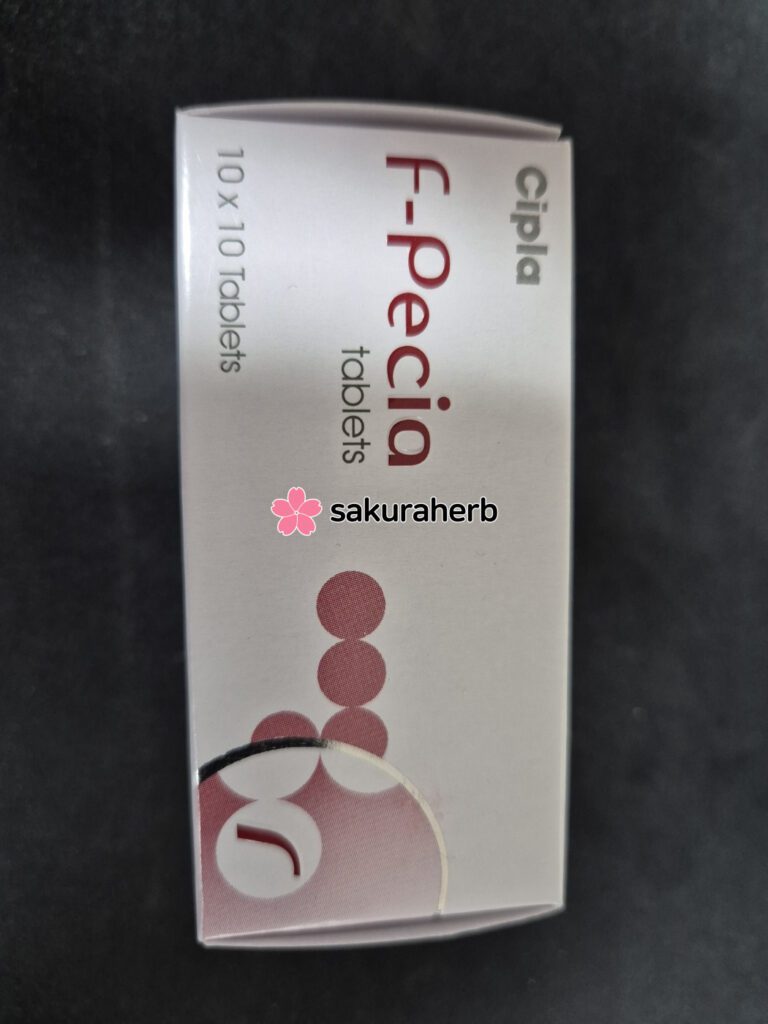 Cipla
F-Pecia
tablets
10 x 10 Tablets
sakuraherb